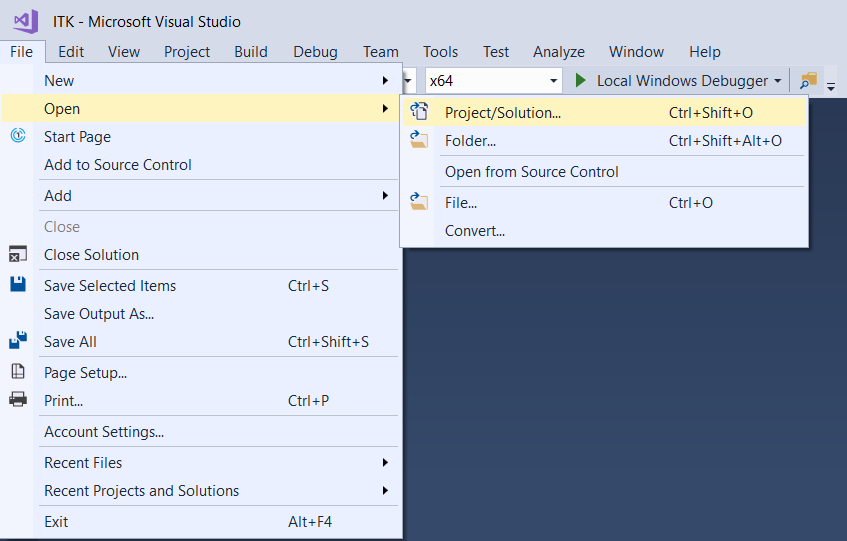 ITK - Microsoft Visual Studio
File Edit View Project Build Debug Team Tools Test Analyze Window Help
x64 Local Windows Debugger
New
Open
Start Page
Add to Source Control
Add
Close
Close Solution
Save Selected Items Ctrl+S
Save Output As...
Save All Ctrl+Shift+S
Page Setup...
Print... Ctrl+P
Account Settings...
Recent Files
Recent Projects and Solutions
Exit Alt+F4
Project/Solution... Ctrl+Shift+O
Folder... Ctrl+Shift+Alt+O
Open from Source Control
File... Ctrl+O
Convert...